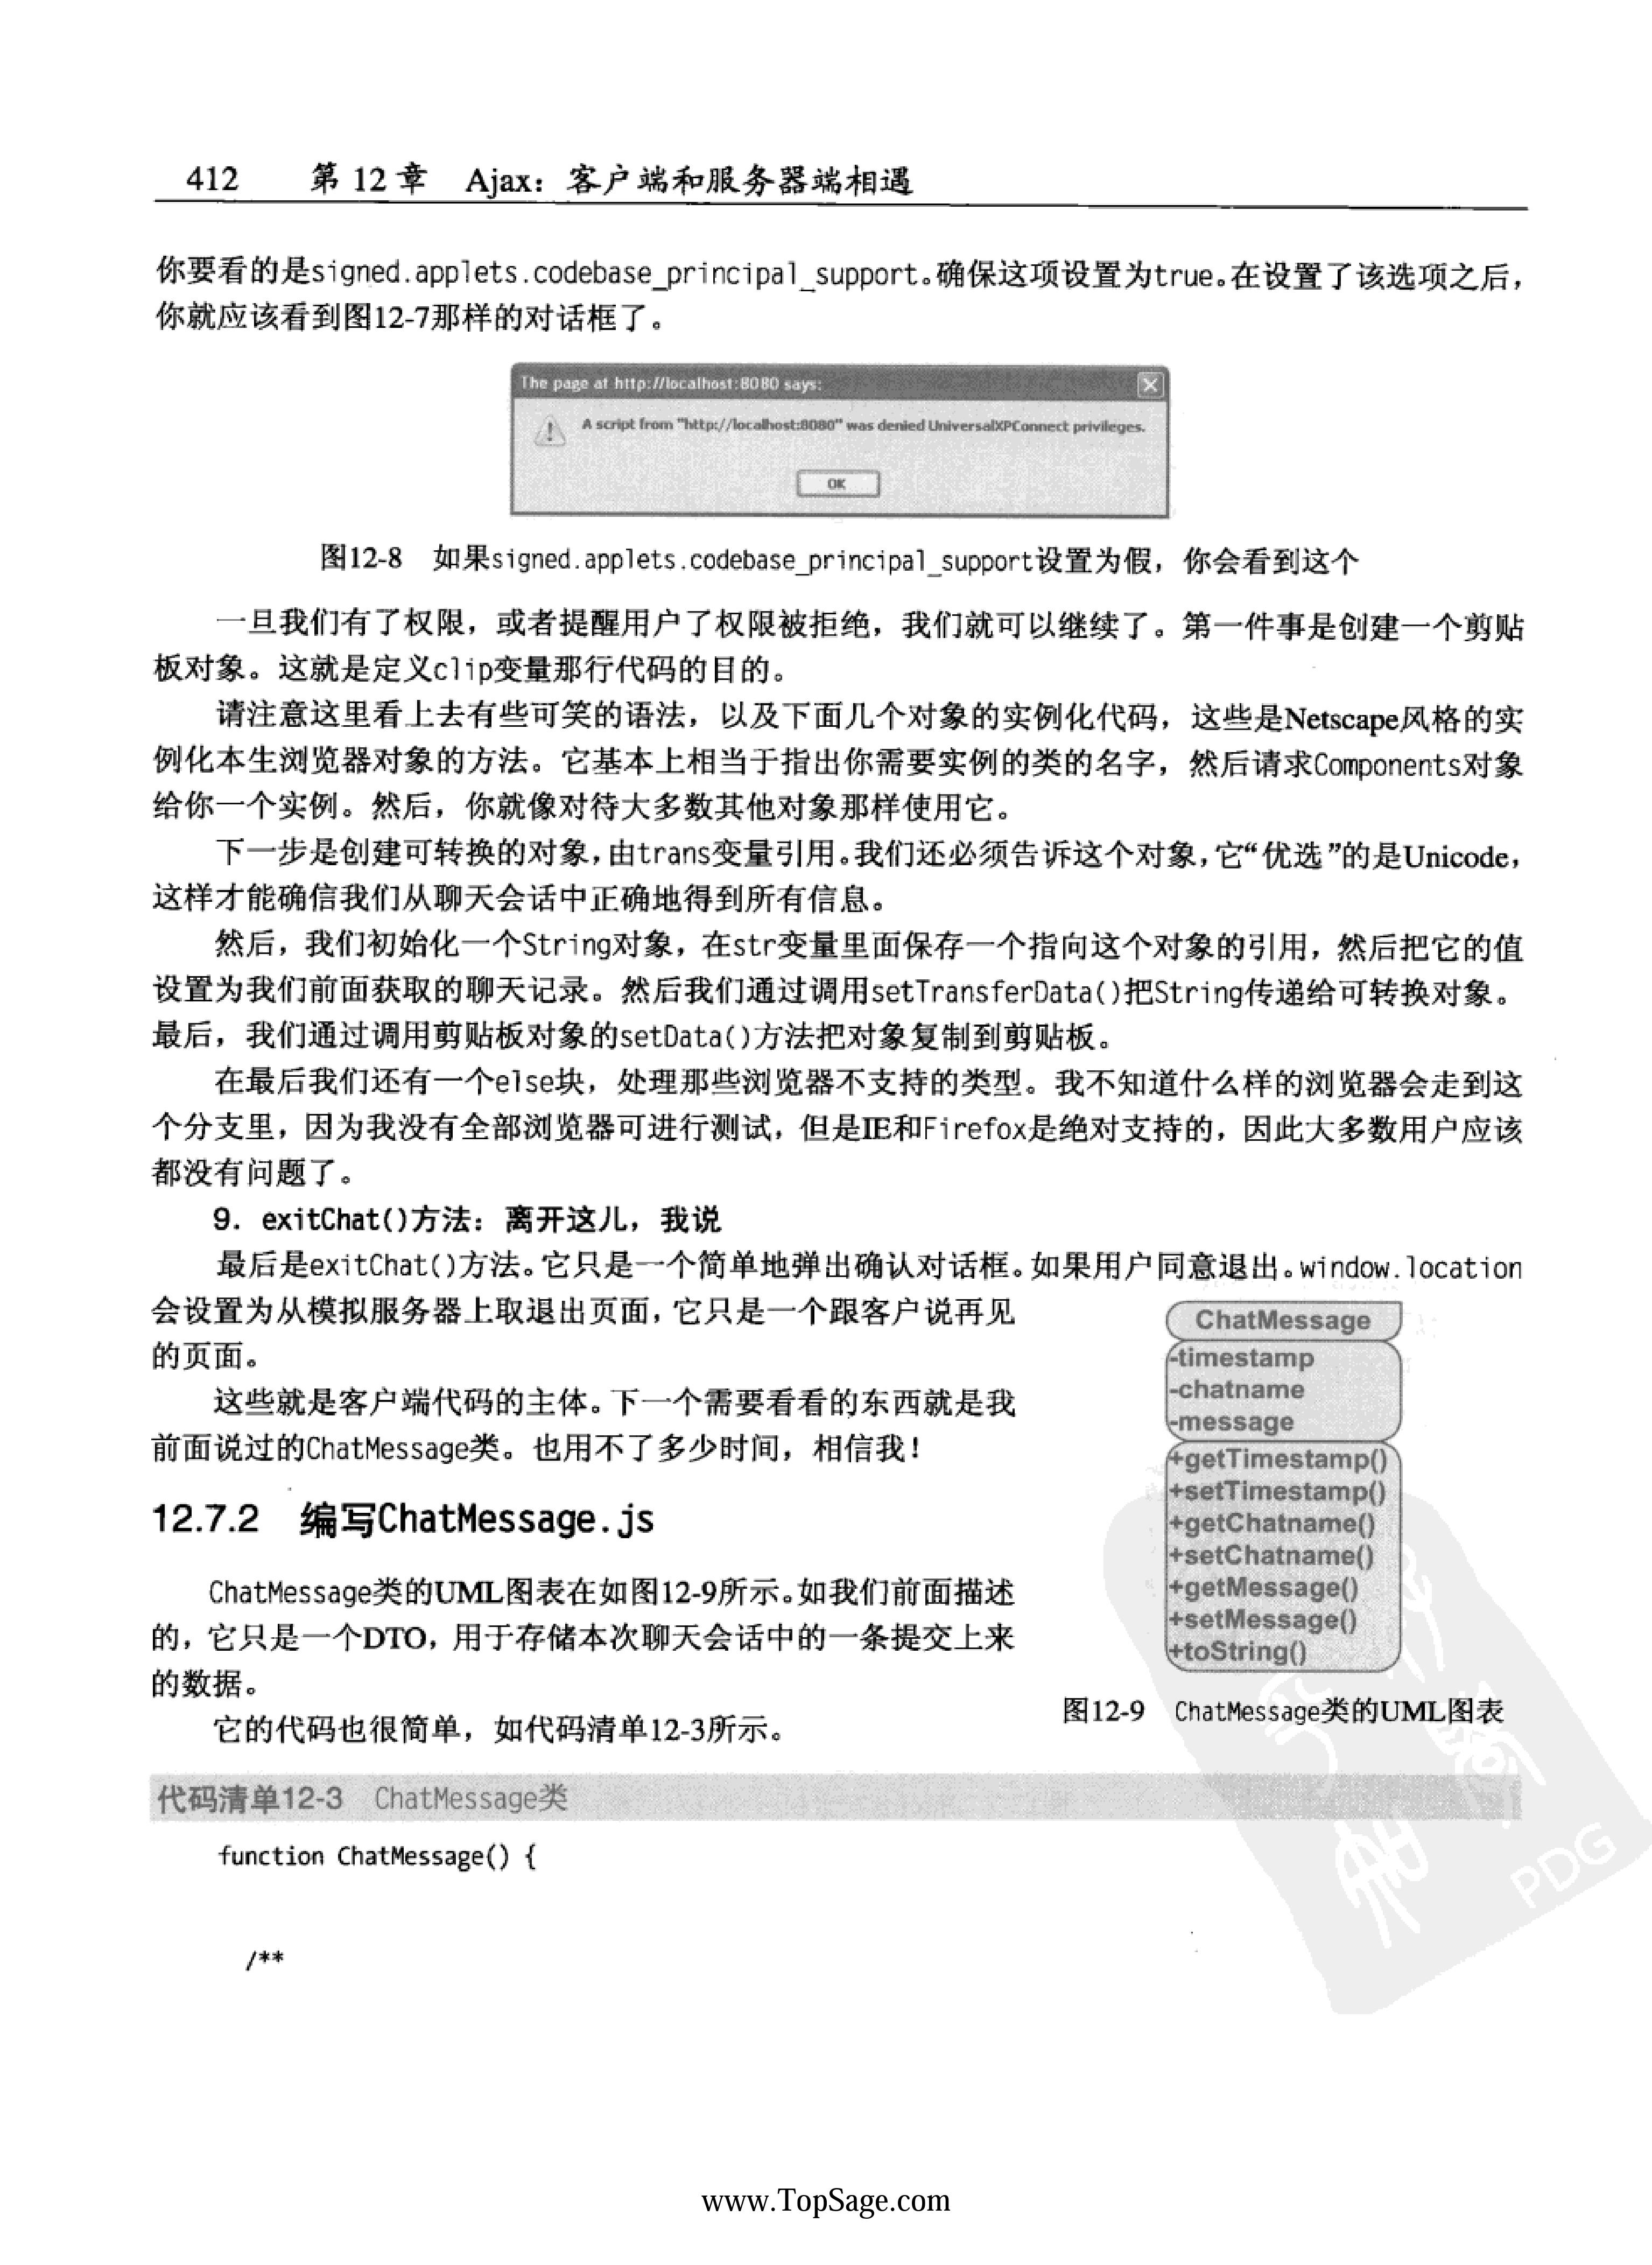 412 第 12 章 Ajax：客户端和服务器端相遇
你要看的是signed.applets.codebase_principal_support。确保这项设置为true。在设置了该选项之后，
你就应该看到图12-7那样的对话框了。
The page at http://localhost:8080 says:
A script from "http://localhost:8080" was denied UniversalXPConnect privileges.
OK
图12-8 如果signed.applets.codebase_principal_support设置为假，你会看到这个
一旦我们有了权限，或者提醒用户了权限被拒绝，我们就可以继续了。第一件事是创建一个剪贴
板对象。这就是定义clip变量那行代码的目的。
请注意这里看上去有些可笑的语法，以及下面几个对象的实例化代码，这些是Netscape风格的实
例化本生浏览器对象的方法。它基本上相当于指出你需要实例的类的名字，然后请求Components对象
给你一个实例。然后，你就像对待大多数其他对象那样使用它。
下一步是创建可转换的对象，由trans变量引用。我们还必须告诉这个对象，它“优选”的是Unicode，
这样才能确信我们从聊天会话中正确地得到所有信息。
然后，我们初始化一个String对象，在str变量里面保存一个指向这个对象的引用，然后把它的值
设置为我们前面获取的聊天记录。然后我们通过调用setTransferData()把String传递给可转换对象。
最后，我们通过调用剪贴板对象的setData()方法把对象复制到剪贴板。
在最后我们还有一个else块，处理那些浏览器不支持的类型。我不知道什么样的浏览器会走到这
个分支里，因为我没有全部浏览器可进行测试，但是IE和Firefox是绝对支持的，因此大多数用户应该
都没有问题了。
9. exitChat()方法：离开这儿，我说
最后是exitChat()方法。它只是一个简单地弹出确认对话框。如果用户同意退出。window.location
会设置为从模拟服务器上取退出页面，它只是一个跟客户说再见
的页面。
这些就是客户端代码的主体。下一个需要看看的东西就是我
前面说过的ChatMessage类。也用不了多少时间，相信我！
12.7.2 编写ChatMessage.js
ChatMessage类的UML图表在如图12-9所示。如我们前面描述
的，它只是一个DTO，用于存储本次聊天会话中的一条提交上来
的数据。
它的代码也很简单，如代码清单12-3所示。
ChatMessage
-timestamp
-chatname
-message
+getTimestamp()
+setTimestamp()
+getChatname()
+setChatname()
+getMessage()
+setMessage()
+toString()
图12-9 ChatMessage类的UML图表
代码清单12-3 ChatMessage类
function ChatMessage() {
/**
PDG
www.TopSage.com